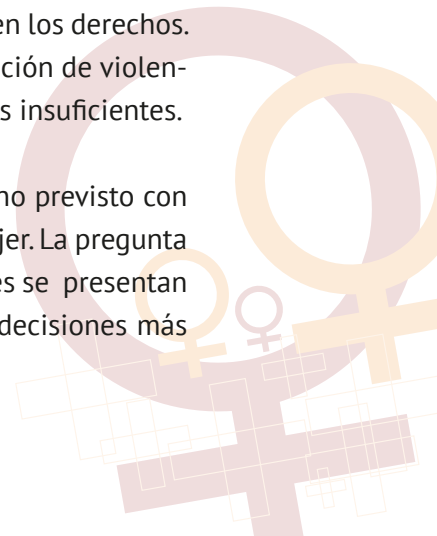 en los derechos.
ción de violen-
s insuficientes.
no previsto con
jer. La pregunta
es se presentan
decisiones más